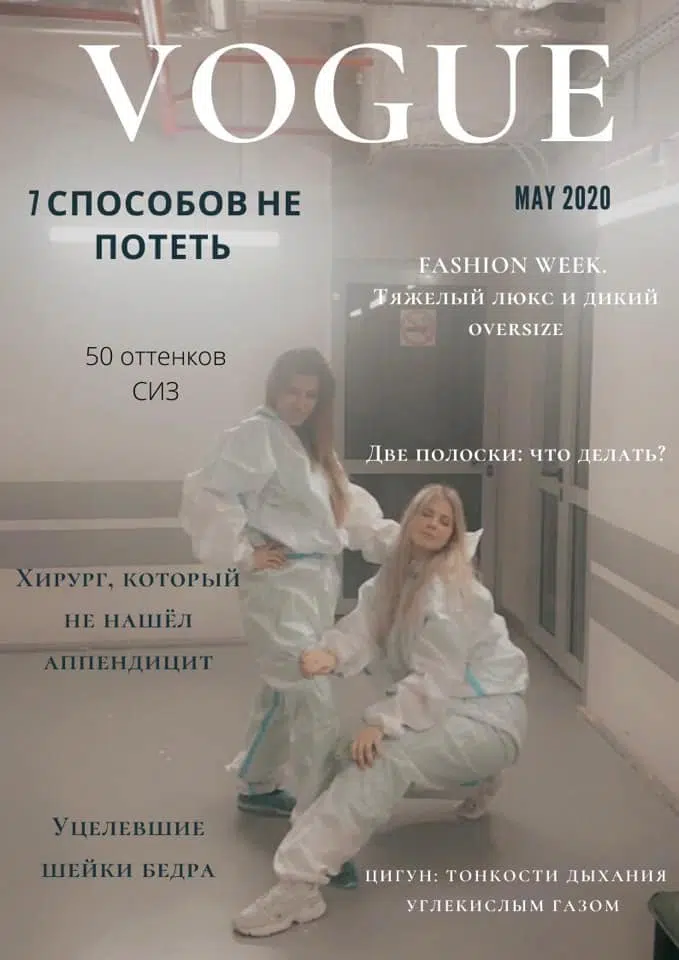 VOGUE
7 СПОСОБОВ НЕ
ПОТЕТЬ
MAY 2020
FASHION WEEK.
Тяжелый люкс и дикий
oversize
50 оттенков
СИЗ
Две полоски: что делать?
Хирург, который
не нашёл
аппендицит
Уцелевшие
шейки бедра
цигун: тонкости дыхания
углекислым газом